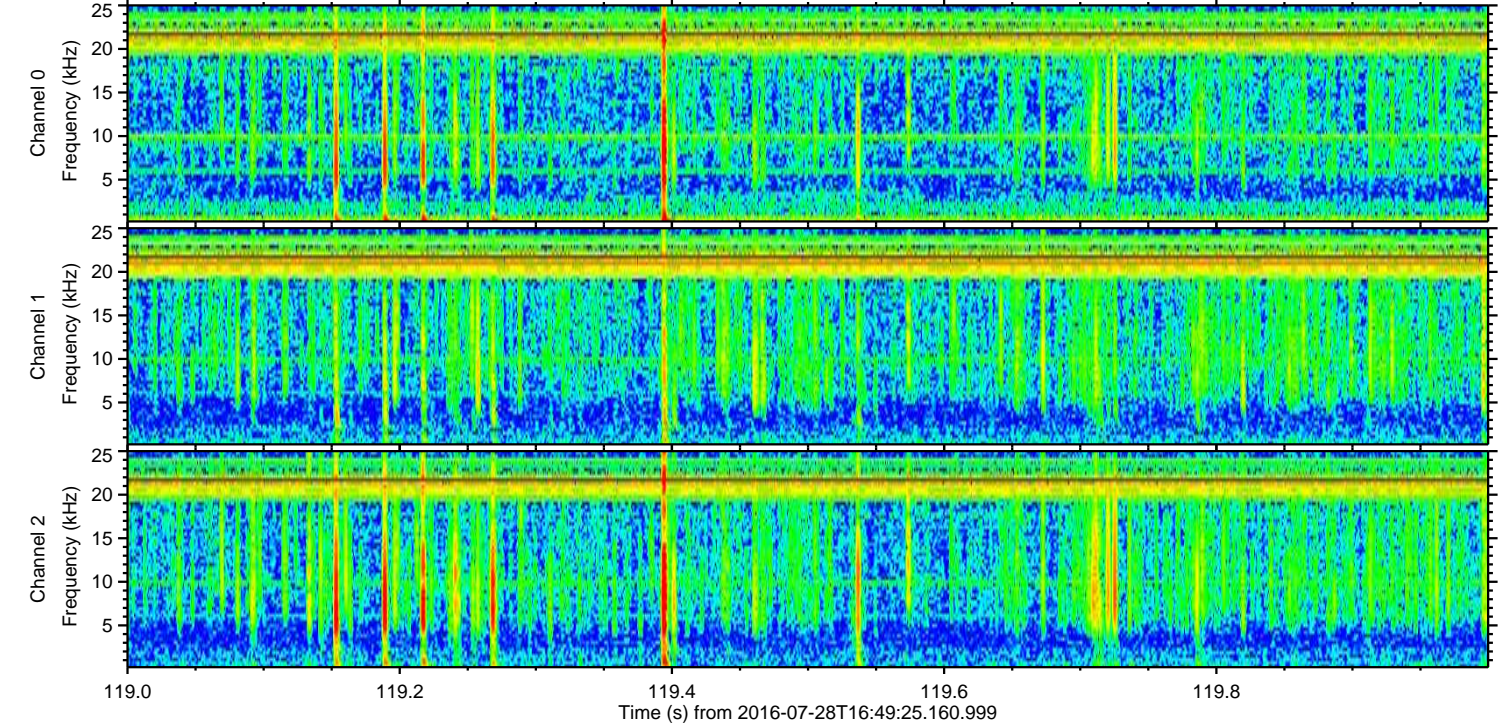 25
20
15
10
5
Channel 0
Frequency (kHz)
25
20
15
10
5
Channel 1
Frequency (kHz)
25
20
15
10
5
Channel 2
Frequency (kHz)
119.0 119.2 119.4 119.6 119.8
Time (s) from 2016-07-28T16:49:25.160.999